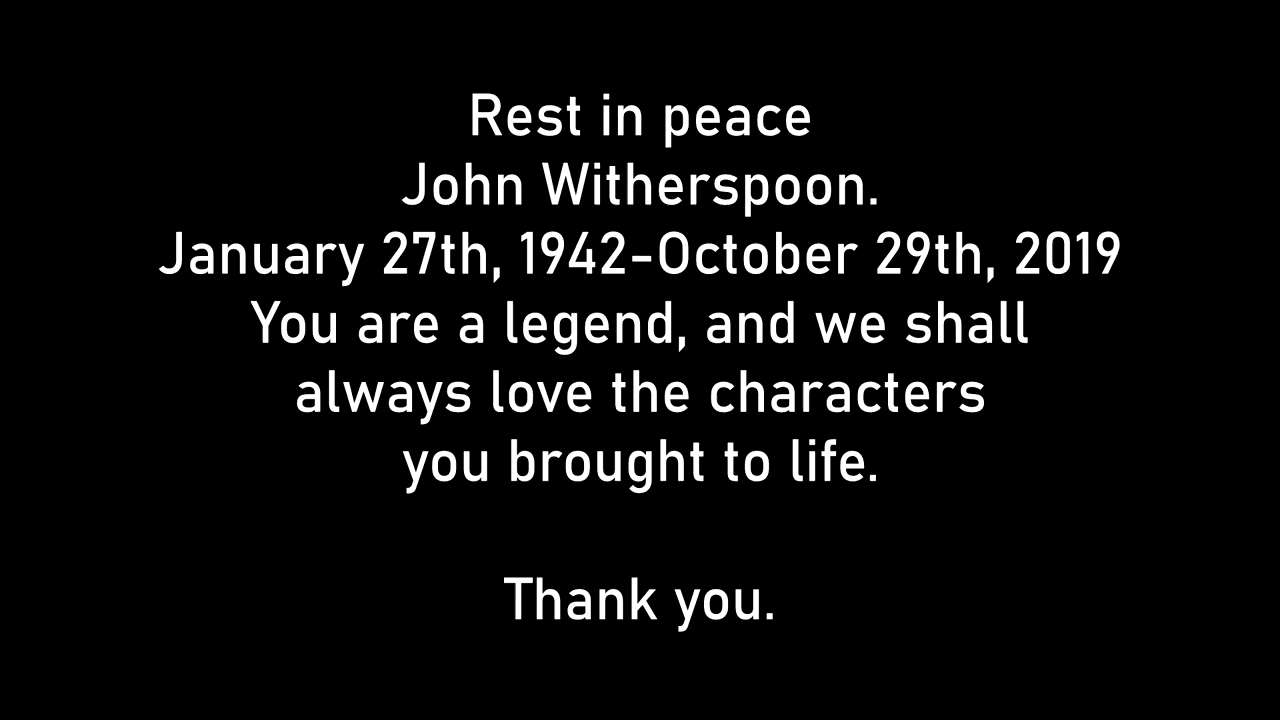 Rest in peace
John Witherspoon.
January 27th, 1942-October 29th, 2019
You are a legend, and we shall
always love the characters
you brought to life.
Thank you.